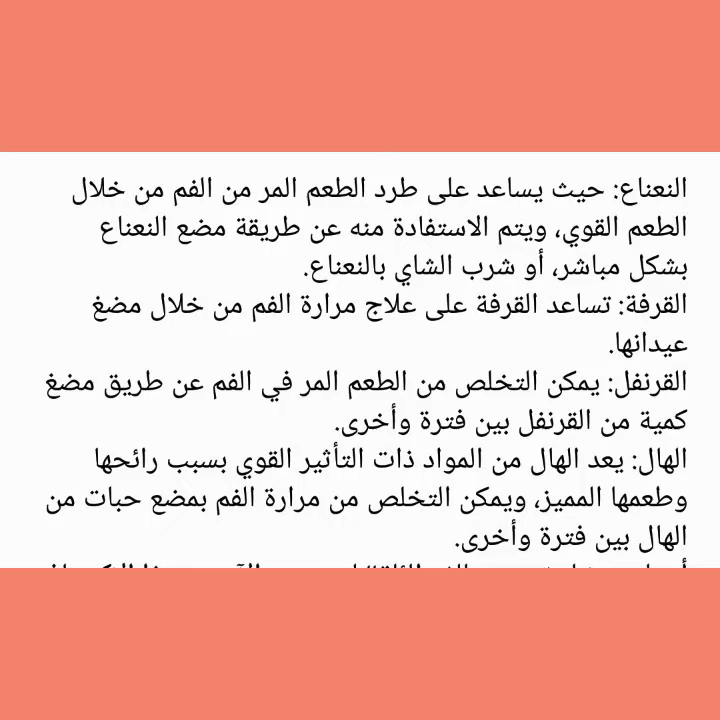 النعناع: حيث يساعد على طرد الطعم المر من الفم من خلال
الطعم القوي، ويتم الاستفادة منه عن طريقة مضع النعناع
بشكل مباشر، أو شرب الشاي بالنعناع.
القرفة: تساعد القرفة على علاج مرارة الفم من خلال مضغ
عيدانها.
القرنفل: يمكن التخلص من الطعم المر في الفم عن طريق مضغ
كمية من القرنفل بين فترة وأخرى.
الهال: يعد الهال من المواد ذات التأثير القوي بسبب رائحها
وطعمها المميز، ويمكن التخلص من مرارة الفم بمضع حبات من
الهال بين فترة وأخرى.